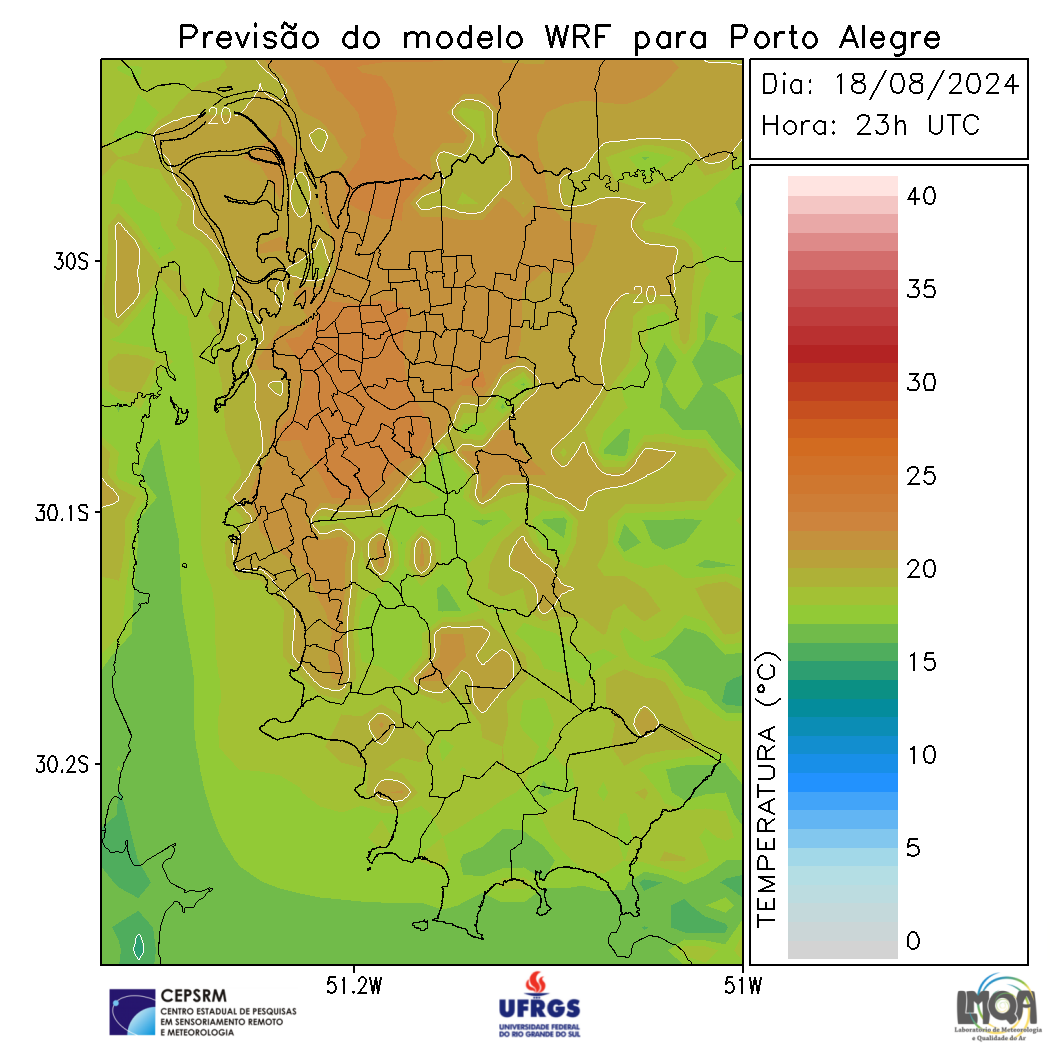 Previsão do modelo WRF para Porto Alegre
Dia: 18/08/2024
Hora: 23h UTC
20
20
30S
30.1S
30.2S
51.2W
51W
40
35
30
25
20
15
10
5
0
TEMPERATURA (°C)
CEPSRM
CENTRO ESTADUAL DE PESQUISAS
EM SENSORIAMENTO REMOTO
E METEOROLOGIA
UFRGS
UNIVERSIDADE FEDERAL
DO RIO GRANDE DO SUL
LMQA
Laboratório de Meteorologia
e Qualidade do Ar